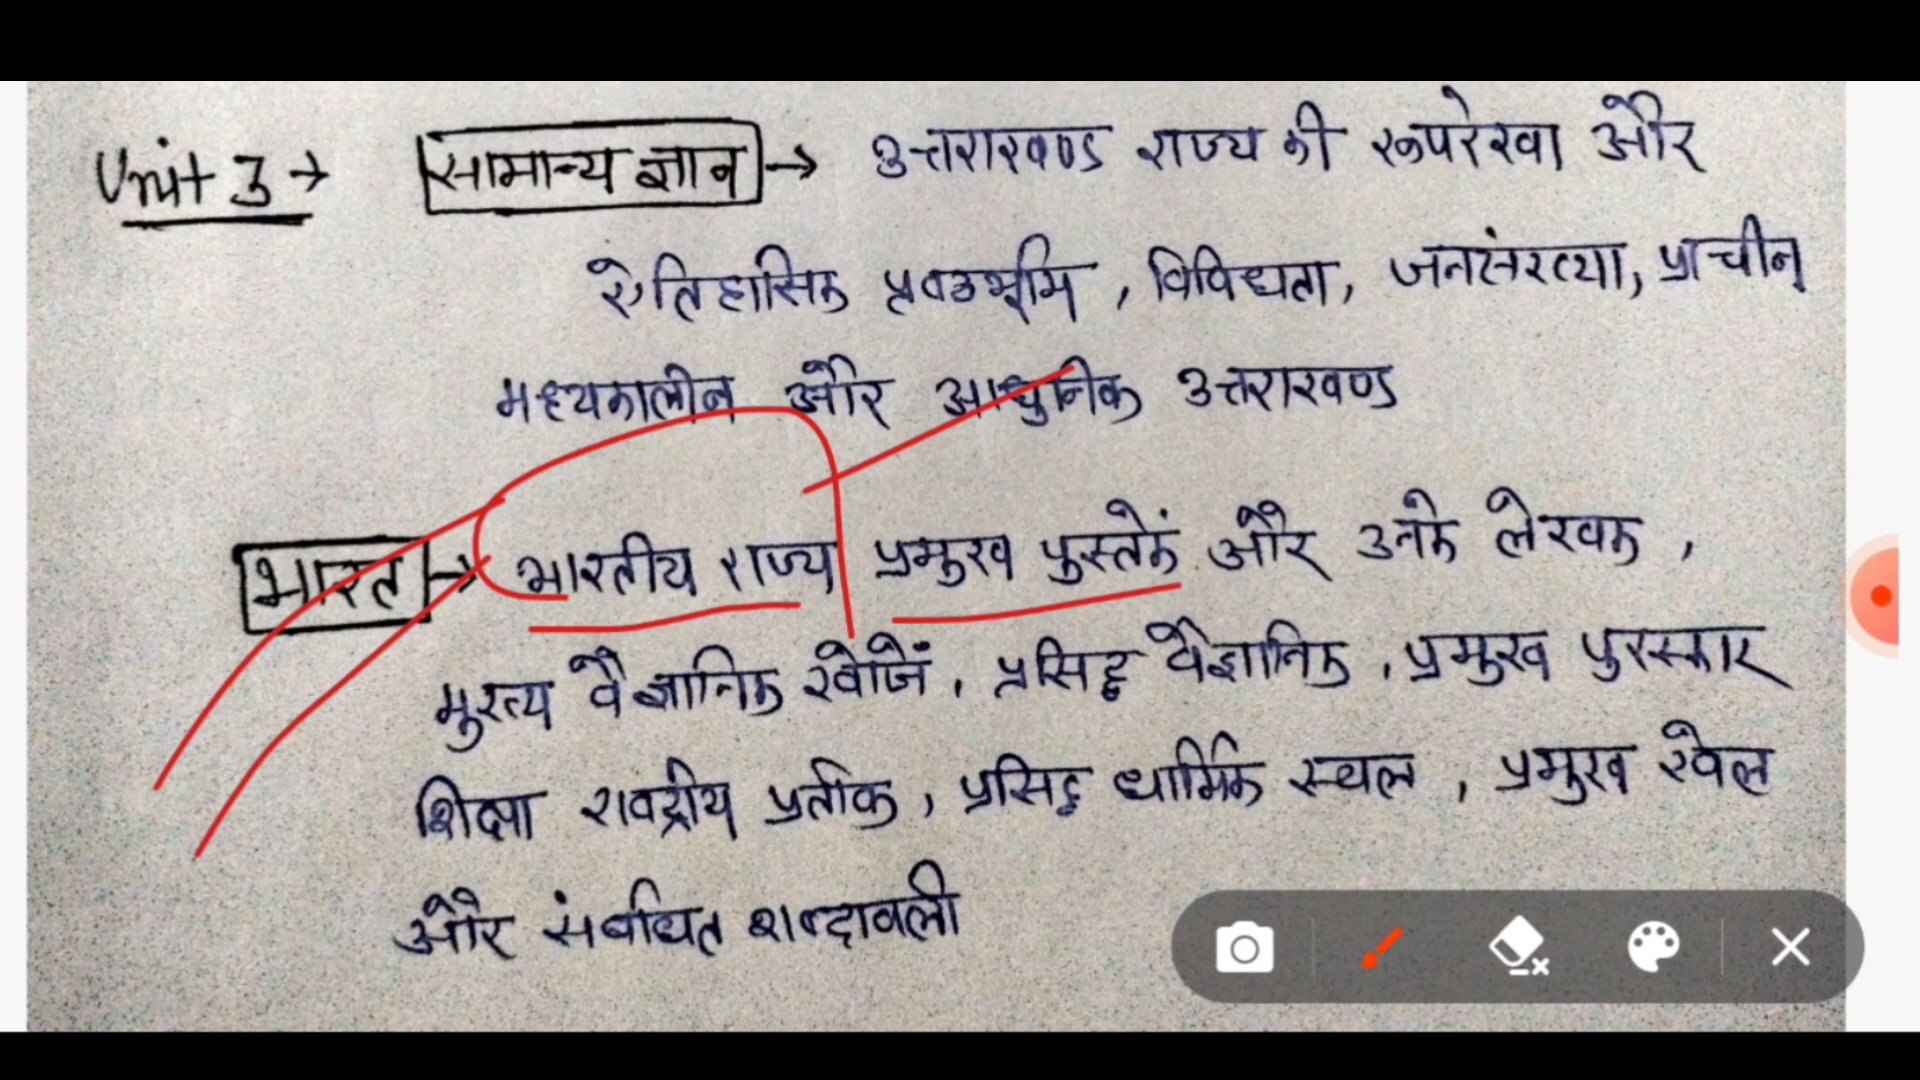 Unit 3 → सामान्य ज्ञान → उत्तराखण्ड राज्य की रूपरेखा और
ऐतिहासिक पृष्ठभूमि, विविधता, जनसंख्या, प्राचीन
मध्यकालीन और आधुनिक उत्तराखण्ड
भारत → भारतीय राज्य प्रमुख पुस्तकें और उनके लेखक,
मुख्य वैज्ञानिक खोजें, प्रसिद्ध वैज्ञानिक, प्रमुख पुरस्कार
शिक्षा राष्ट्रीय प्रतीक, प्रसिद्ध धार्मिक स्थल, प्रमुख खेल
और संबंधित शब्दावली